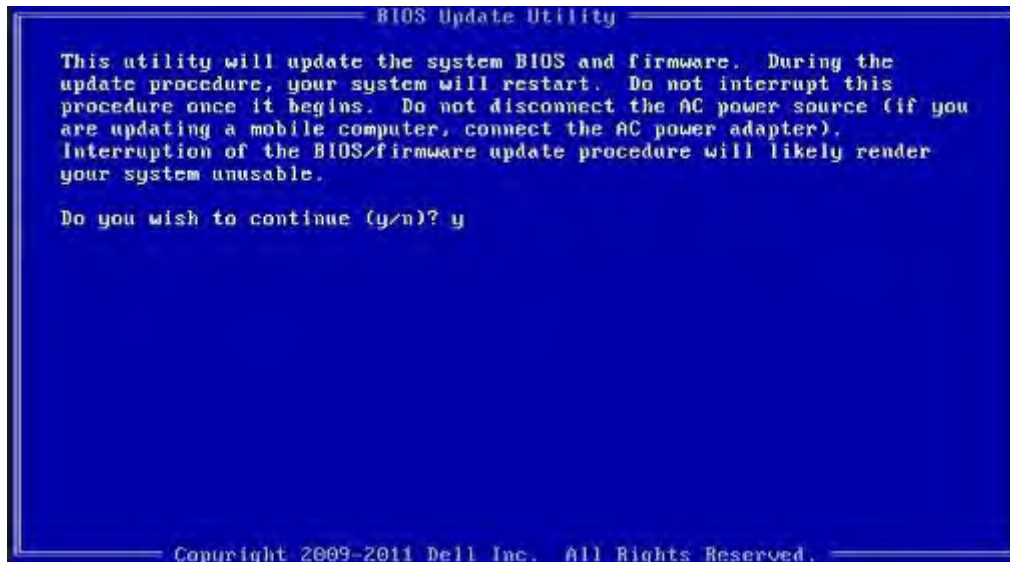 BIOS Update Utility
This utility will update the system BIOS and firmware. During the
update procedure, your system will restart. Do not interrupt this
procedure once it begins. Do not disconnect the AC power source (if you
are updating a mobile computer, connect the AC power adapter).
Interruption of the BIOS/firmware update procedure will likely render
your system unusable.
Do you wish to continue (y/n)? y
Copyright 2009-2011 Dell Inc. All Rights Reserved.